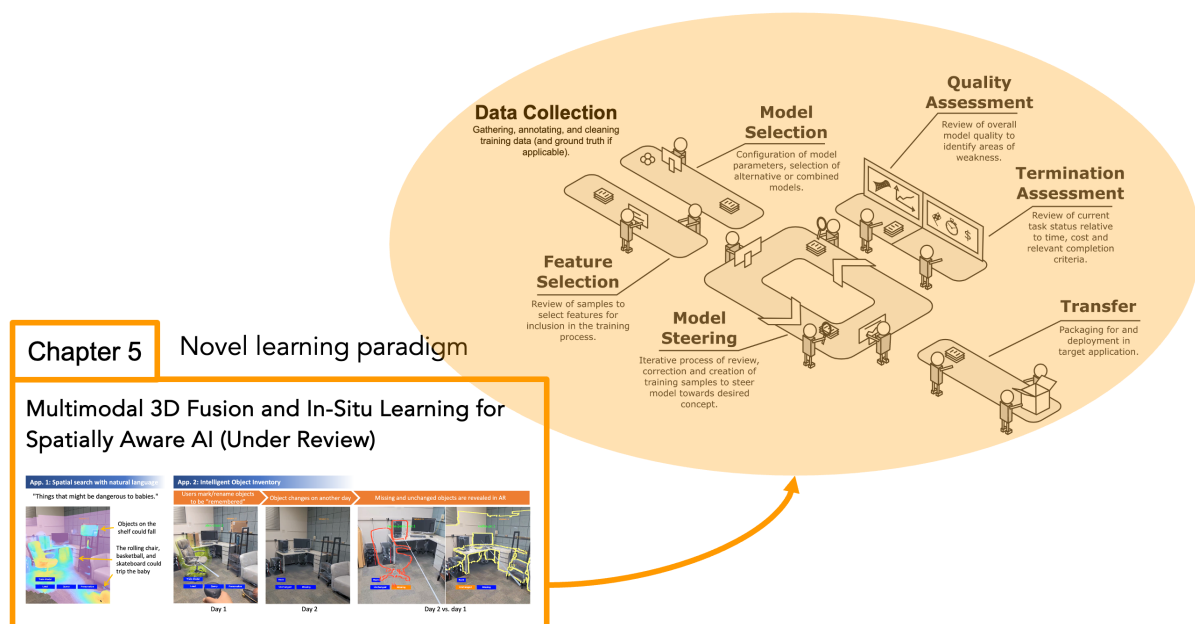 Data Collection
Gathering, annotating, and cleaning
training data (and ground truth if
applicable).
Model
Selection
Configuration of model
parameters, selection of
alternative or combined
models.
Quality
Assessment
Review of overall
model quality to
identify areas of
weakness.
Termination
Assessment
Review of current
task status relative
to time, cost and
relevant completion
criteria.
Feature
Selection
Review of samples to
select features for
inclusion in the training
process.
Model
Steering
Iterative process of review,
correction and creation of
training samples to steer
model towards desired
concept.
Transfer
Packaging for and
deployment in
target application.
Chapter 5
Novel learning paradigm
Multimodal 3D Fusion and In-Situ Learning for
Spatially Aware AI (Under Review)
App. 1: Spatial search with natural language
"Things that might be dangerous to babies."
Objects on the
shelf could fall
The rolling chair,
basketball, and
skateboard could
trip the baby
App. 2: Intelligent Object Inventory
Users mark/rename objects
to be "remembered"
Object changes on another day
Missing and unchanged objects are revealed in AR
Day 1
Day 2
Day 2 vs. day 1